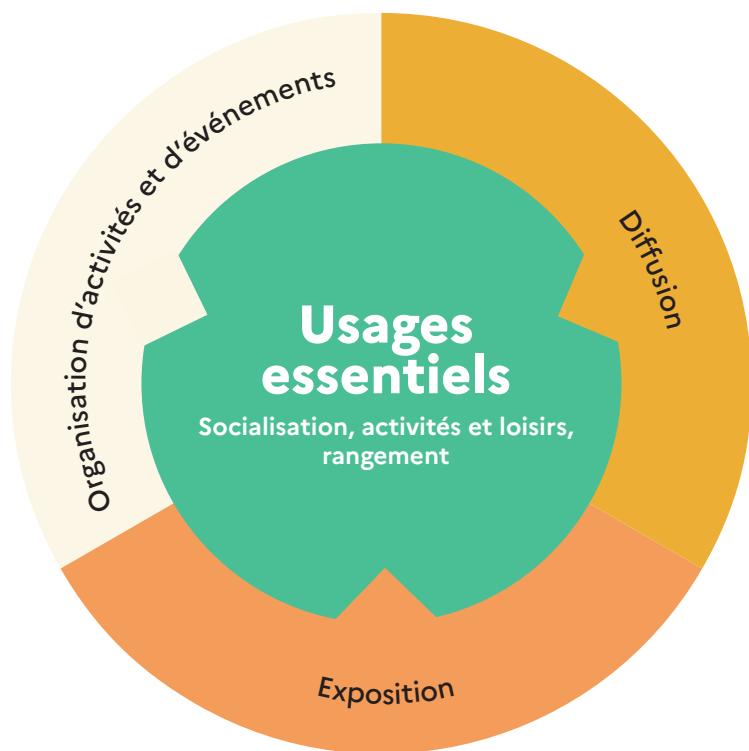 Organisation d'activités et d'événements
Diffusion
Usages
essentiels
Socialisation, activités et loisirs,
rangement
Exposition